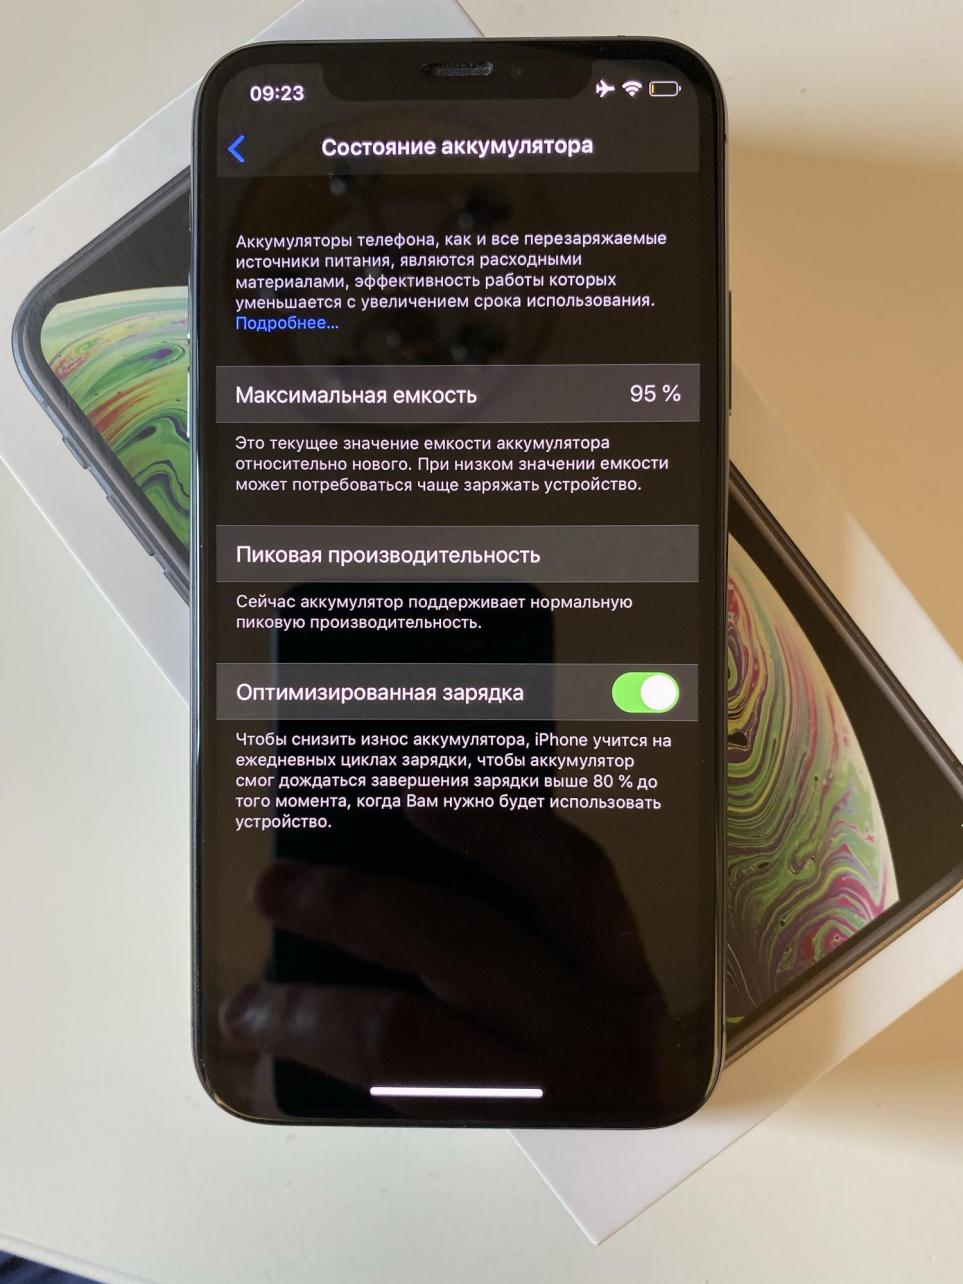 09:23
Состояние аккумулятора
Аккумуляторы телефона, как и все перезаряжаемые
источники питания, являются расходными
материалами, эффективность работы которых
уменьшается с увеличением срока использования.
Подробнее...
Максимальная емкость 95 %
Это текущее значение емкости аккумулятора
относительно нового. При низком значении емкости
может потребоваться чаще заряжать устройство.
Пиковая производительность
Сейчас аккумулятор поддерживает нормальную
пиковую производительность.
Оптимизированная зарядка
Чтобы снизить износ аккумулятора, iPhone учится на
ежедневных циклах зарядки, чтобы аккумулятор
смог дождаться завершения зарядки выше 80 % до
того момента, когда Вам нужно будет использовать
устройство.